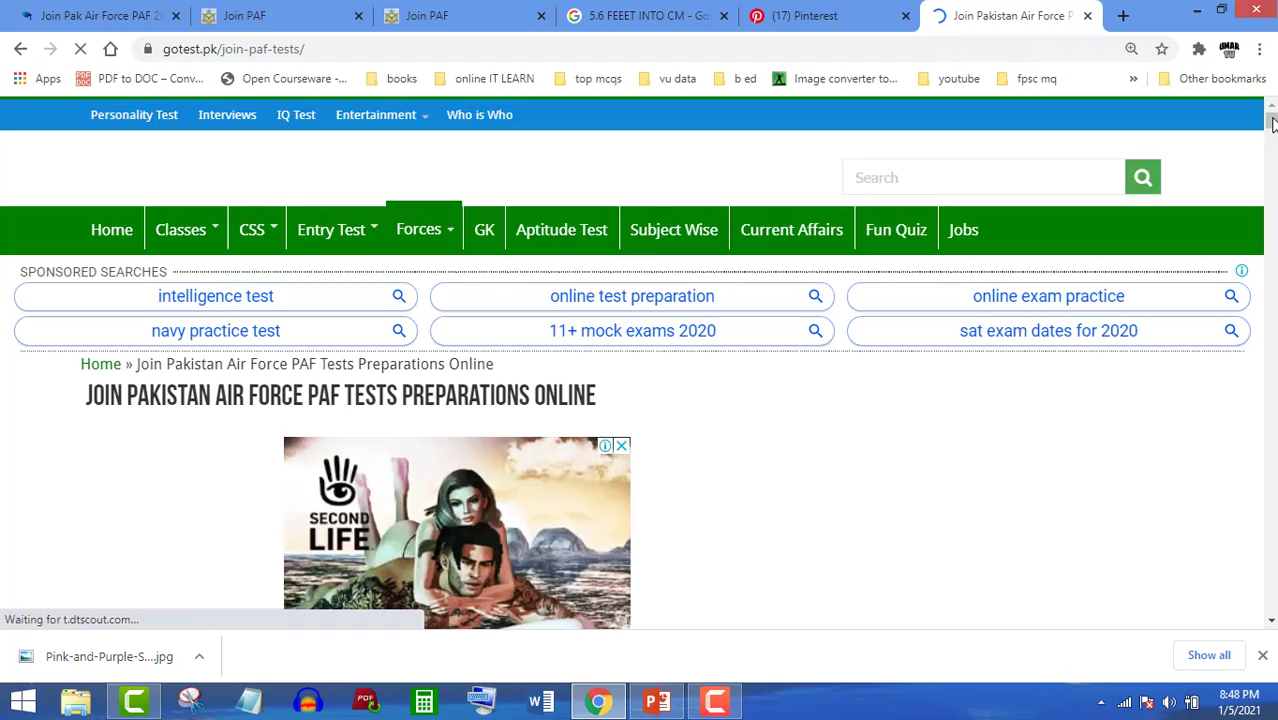 Join Pak Air Force PAF 20
Join PAF
Join PAF
5.6 FEEET INTO CM - Go
(17) Pinterest
Join Pakistan Air Force P
gotest.pk/join-paf-tests/
Apps
PDF to DOC – Conv...
Open Courseware -...
books
online IT LEARN
top mcqs
vu data
b ed
Image converter to...
youtube
fpsc mq
»
Other bookmarks
Personality Test
Interviews
IQ Test
Entertainment
Who is Who
Search
Home
Classes
CSS
Entry Test
Forces
GK
Aptitude Test
Subject Wise
Current Affairs
Fun Quiz
Jobs
SPONSORED SEARCHES
intelligence test
online test preparation
online exam practice
navy practice test
11+ mock exams 2020
sat exam dates for 2020
Home » Join Pakistan Air Force PAF Tests Preparations Online
JOIN PAKISTAN AIR FORCE PAF TESTS PREPARATIONS ONLINE
SECOND
LIFE
Waiting for t.dtscout.com...
Pink-and-Purple-S....jpg
Show all
8:48 PM
1/5/2021